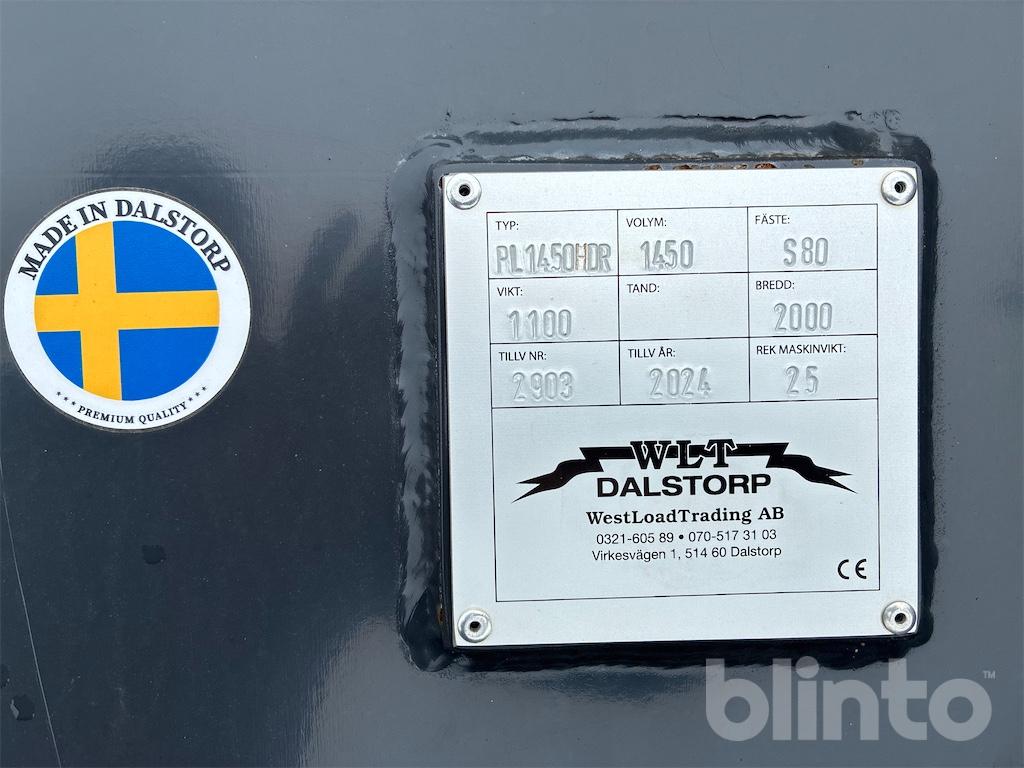 MADE IN DALSTORP
*** PREMIUM QUALITY ***
TYP: VOLYM: FÄSTE:
PL1450HDR 1450 S80
VIKT: TAND: BREDD:
1100 2000
TILLV NR: TILLV ÅR: REK MASKINVIKT:
2903 2024 25
WLT
DALSTORP
WestLoadTrading AB
0321-605 89 • 070-517 31 03
Virkesvägen 1, 514 60 Dalstorp
CE
blinto™